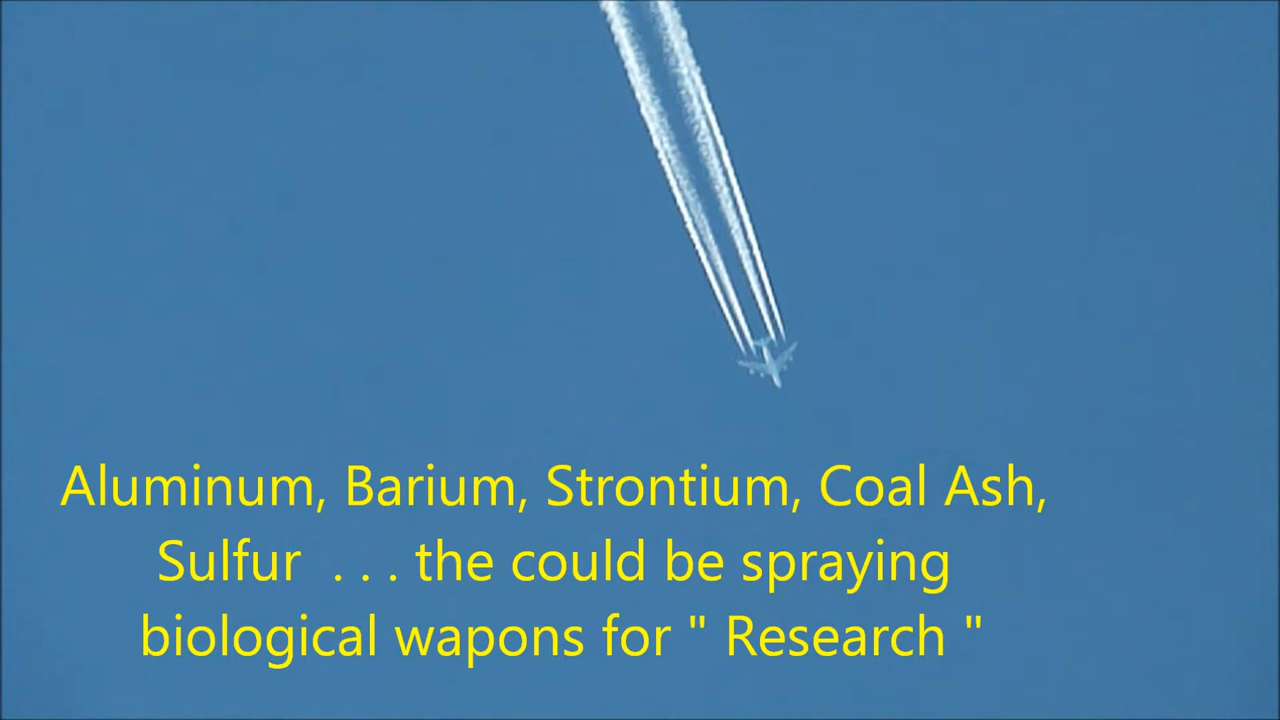 Aluminum, Barium, Strontium, Coal Ash,
Sulfur . . . the could be spraying
biological wapons for " Research "